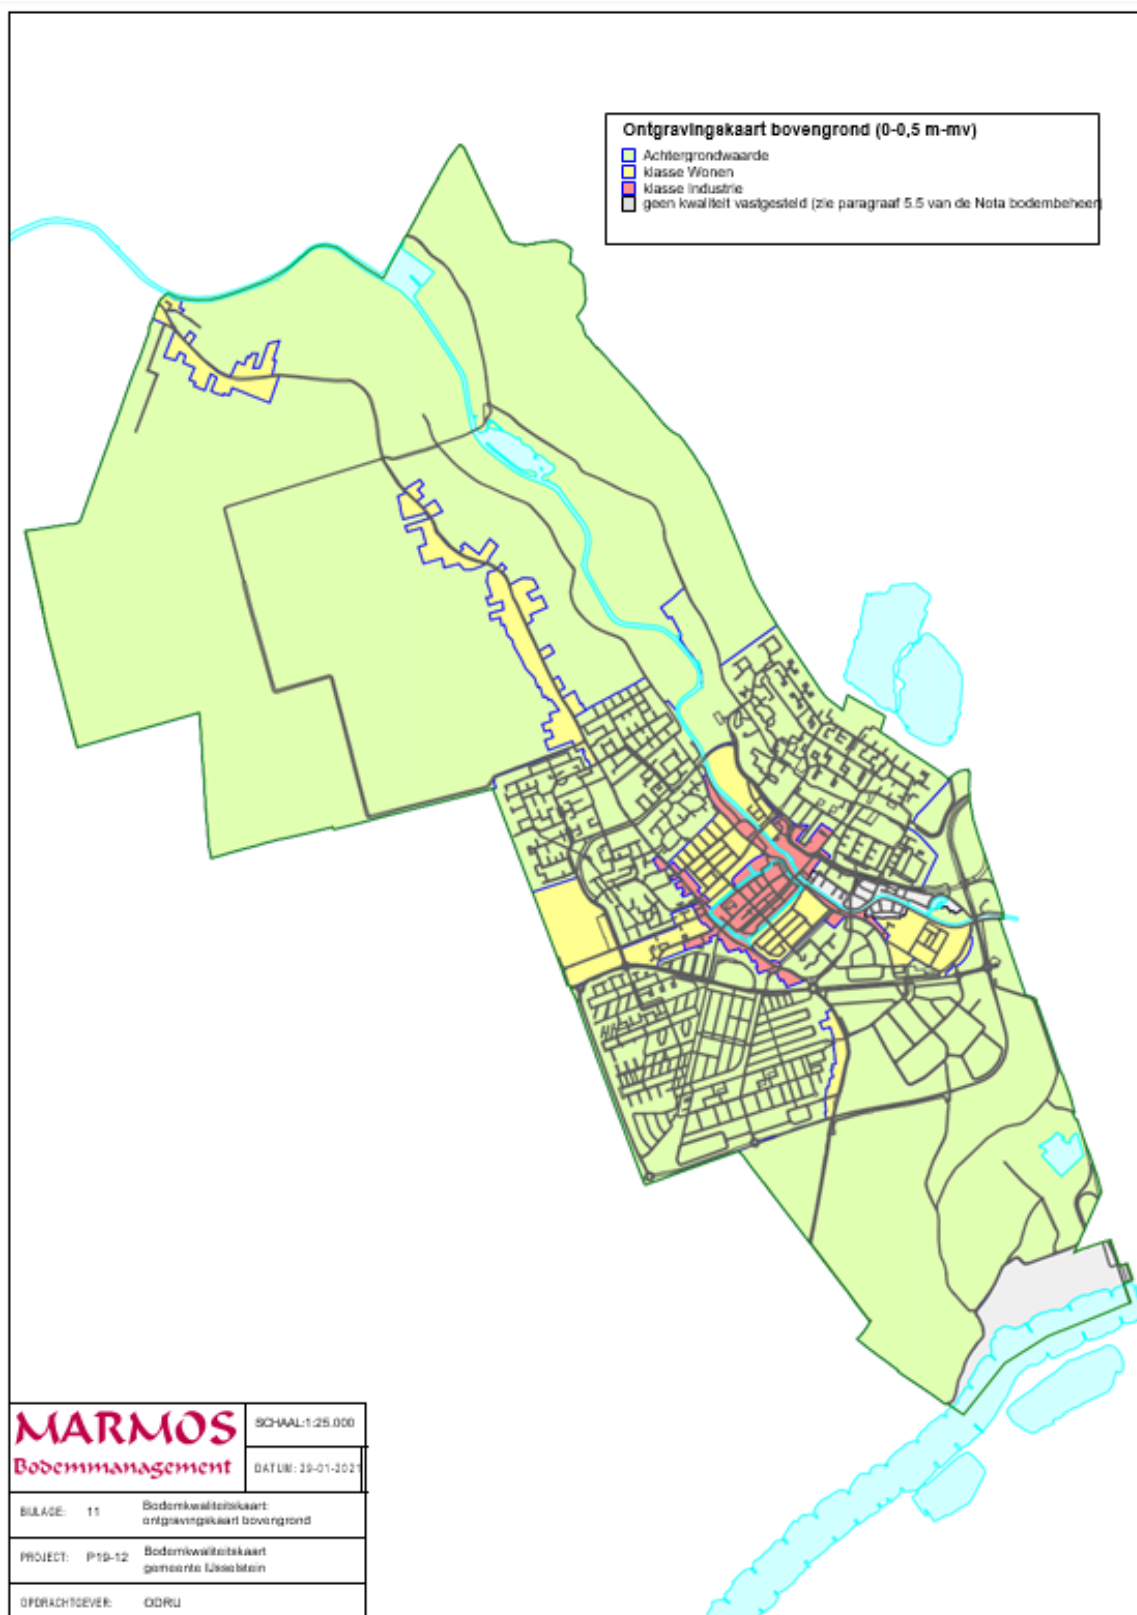 Ontgravingskaart bovengrond (0-0,5 m-mv)
Achtergrondwaarde
klasse Wonen
klasse Industrie
geen kwaliteit vastgesteld (zie paragraaf 5.5 van de Nota bodembeheer)
MARMOS
Bodemmanagement
SCHAAL:1:25.000
DATUM: 29-01-2021
BIJLAGE: 11 Bodemkwaliteitskaart:
ontgravingskaart bovengrond
PROJECT: P19-12 Bodemkwaliteitskaart
gemeente IJsselstein
OPDRACHTGEVER: ODRU